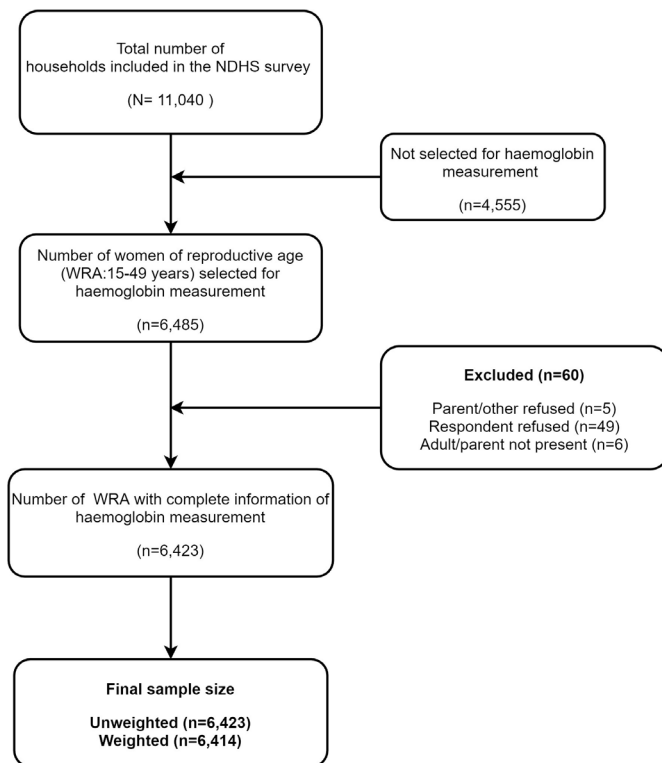 Total number of
households included in the NDHS survey
(N= 11,040 )
Not selected for haemoglobin
measurement
(n=4,555)
Number of women of reproductive age
(WRA:15-49 years) selected for
haemoglobin measurement
(n=6,485)
Excluded (n=60)
Parent/other refused (n=5)
Respondent refused (n=49)
Adult/parent not present (n=6)
Number of WRA with complete information of
haemoglobin measurement
(n=6,423)
Final sample size
Unweighted (n=6,423)
Weighted (n=6,414)